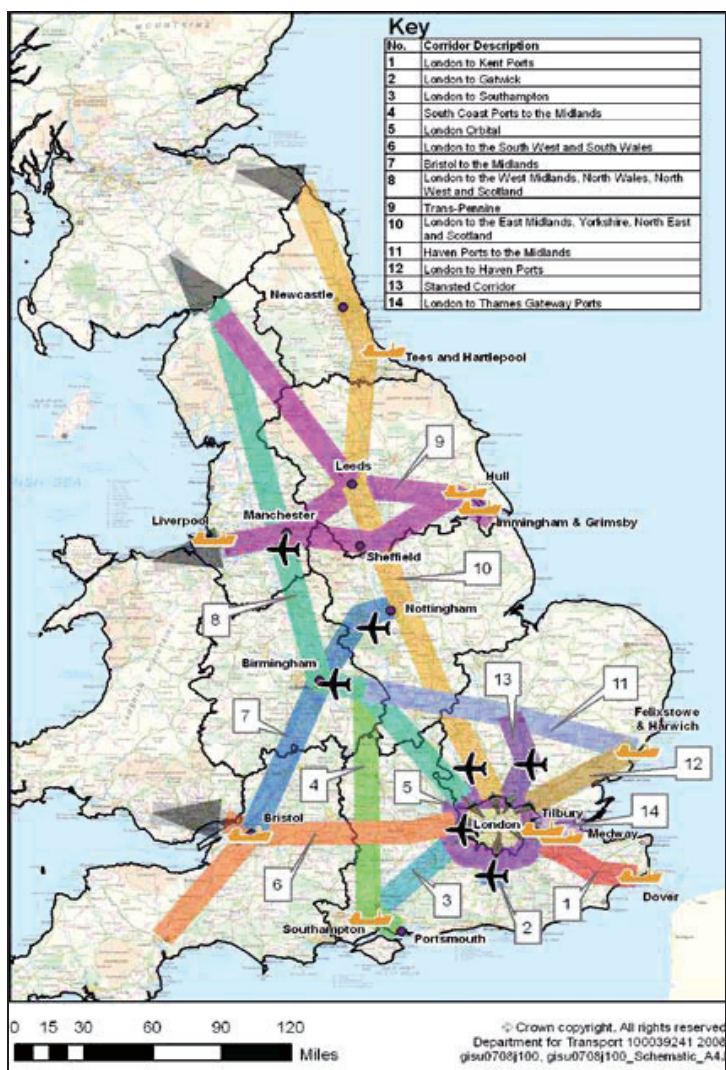 Key
No. Corridor Description
1 London to Kent Ports
2 London to Gatwick
3 London to Southampton
4 South Coast Ports to the Midlands
5 London Orbital
6 London to the South West and South Wales
7 Bristol to the Midlands
8 London to the West Midlands, North Wales, North
West and Scotland
9 Trans-Pennine
10 London to the East Midlands, Yorkshire, North East
and Scotland
11 Haven Ports to the Midlands
12 London to Haven Ports
13 Stansted Corridor
14 London to Thames Gateway Ports
Newcastle
Tees and Hartlepool
9
Leeds
Hull
Liverpool
Manchester
Immingham & Grimsby
Sheffield
10
8
Nottingham
Birmingham
13
11
Felixstowe
& Harwich
7
4
12
5
Bristol
London
Tilbury
14
Medway
6
3
2
1
Dover
Southampton
Portsmouth
0 15 30 60 90 120
Miles
© Crown copyright. All rights reserved
Department for Transport 100039241 2008
gisu0708j100, gisu0708j100_Schematic_A4.